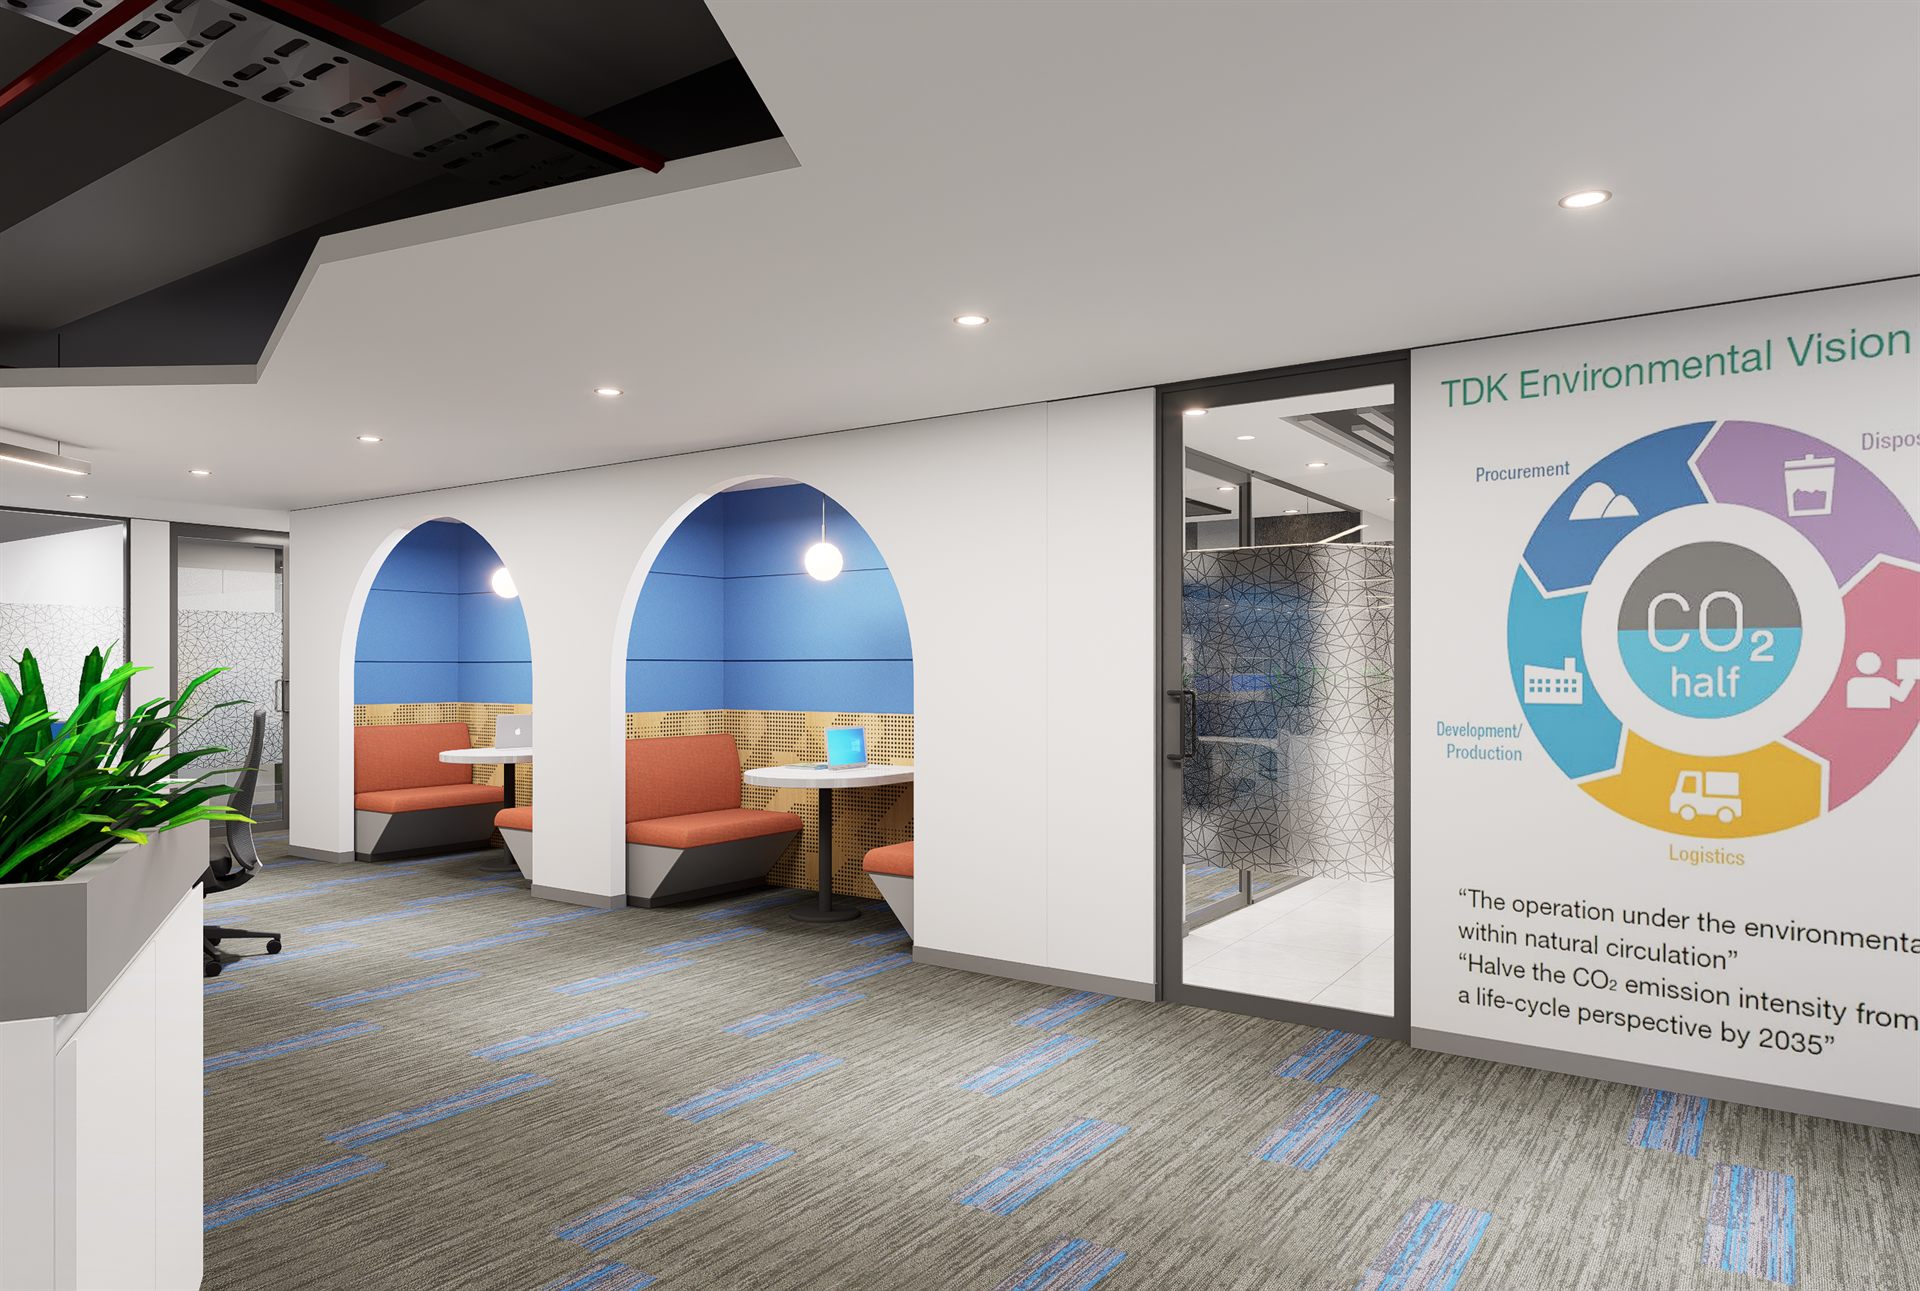 TDK Environmental Vision
Procurement
CO₂
half
Development/
Production
Logistics
“The operation under the
within natural circulation”
“Halve the CO₂ emission intensity from
a life-cycle perspective by 2035”